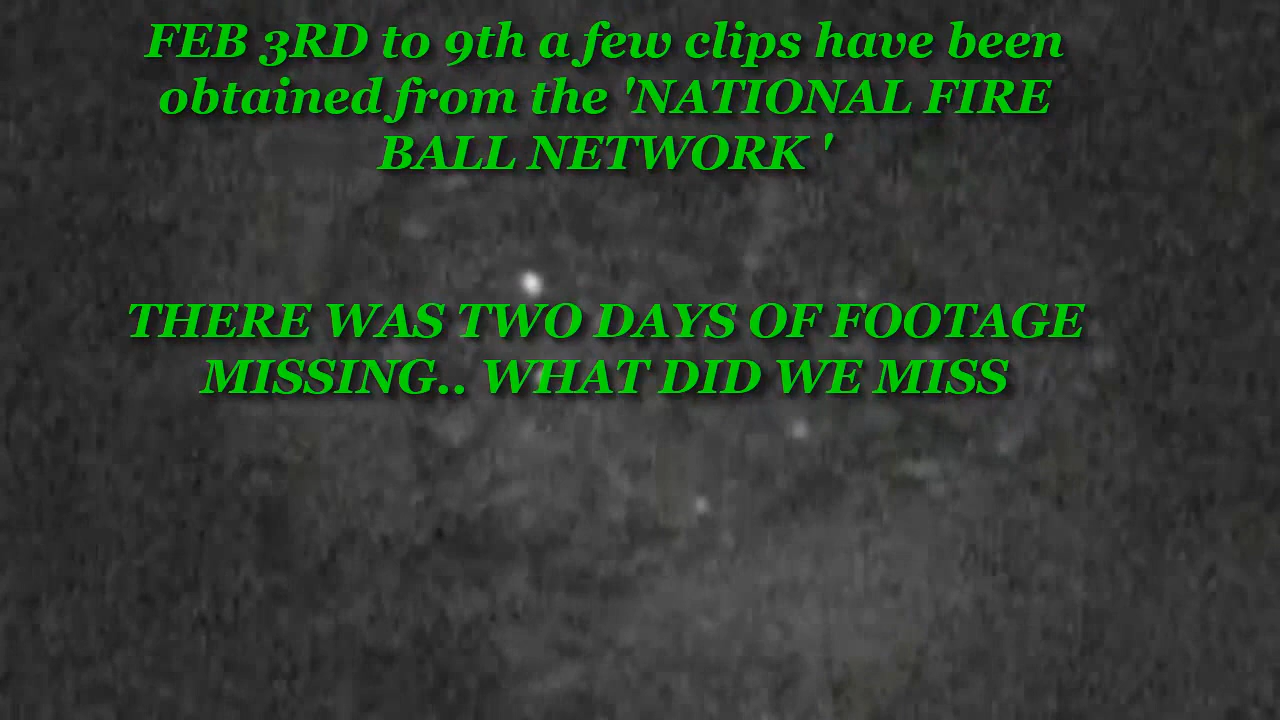 FEB 3RD to 9th a few clips have been
obtained from the 'NATIONAL FIRE
BALL NETWORK '
THERE WAS TWO DAYS OF FOOTAGE
MISSING.. WHAT DID WE MISS